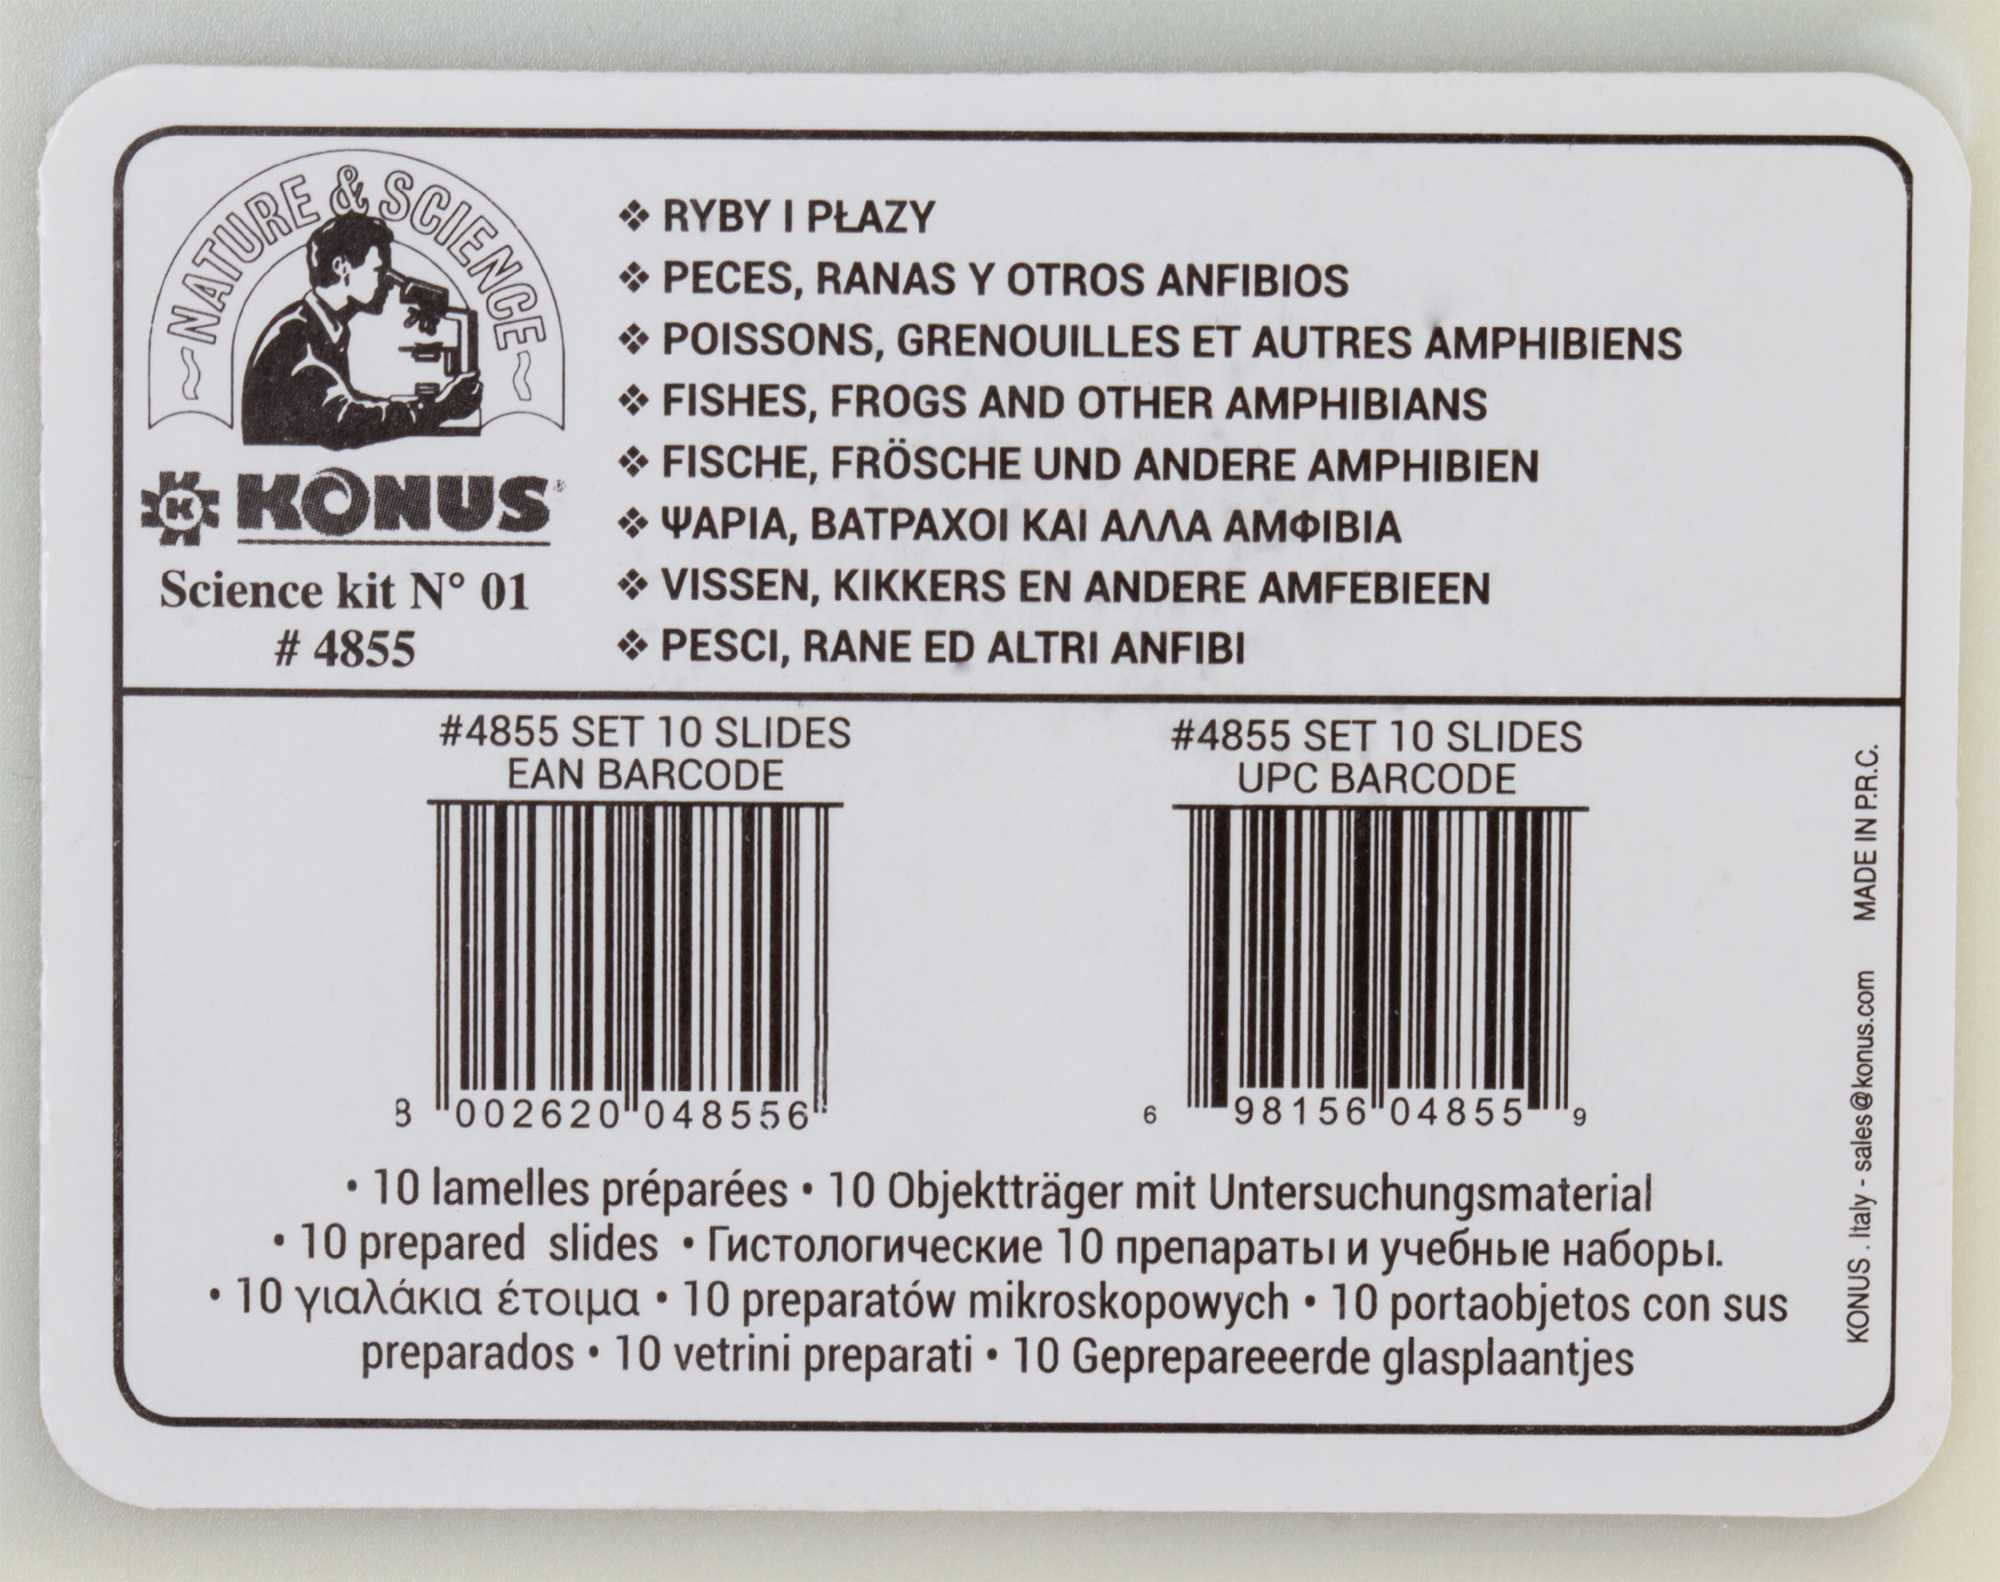 ~NATURE & SCIENCE~
K KONUS®
Science kit N° 01
# 4855
❖ RYBY I PŁAZY
❖ PECES, RANAS Y OTROS ANFIBIOS
❖ POISSONS, GRENOUILLES ET AUTRES AMPHIBIENS
❖ FISHES, FROGS AND OTHER AMPHIBIANS
❖ FISCHE, FRÖSCHE UND ANDERE AMPHIBIEN
❖ ΨΑΡΙΑ, ΒΑΤΡΑΧΟΙ ΚΑΙ ΑΛΛΑ ΑΜΦΙΒΙΑ
❖ VISSEN, KIKKERS EN ANDERE AMFEBIEEN
❖ PESCI, RANE ED ALTRI ANFIBI
#4855 SET 10 SLIDES
EAN BARCODE
8 002620 048556
#4855 SET 10 SLIDES
UPC BARCODE
6 98156 04855 9
• 10 lamelles préparées • 10 Objektträger mit Untersuchungsmaterial
• 10 prepared slides • Гистологические 10 препараты и учебные наборы.
• 10 γιαλάκια έτοιμα • 10 preparatów mikroskopowych • 10 portaobjetos con sus
preparados • 10 vetrini preparati • 10 Geprepareeerde glasplaantjes
KONUS . Italy - sales@konus.com MADE IN P.R.C.